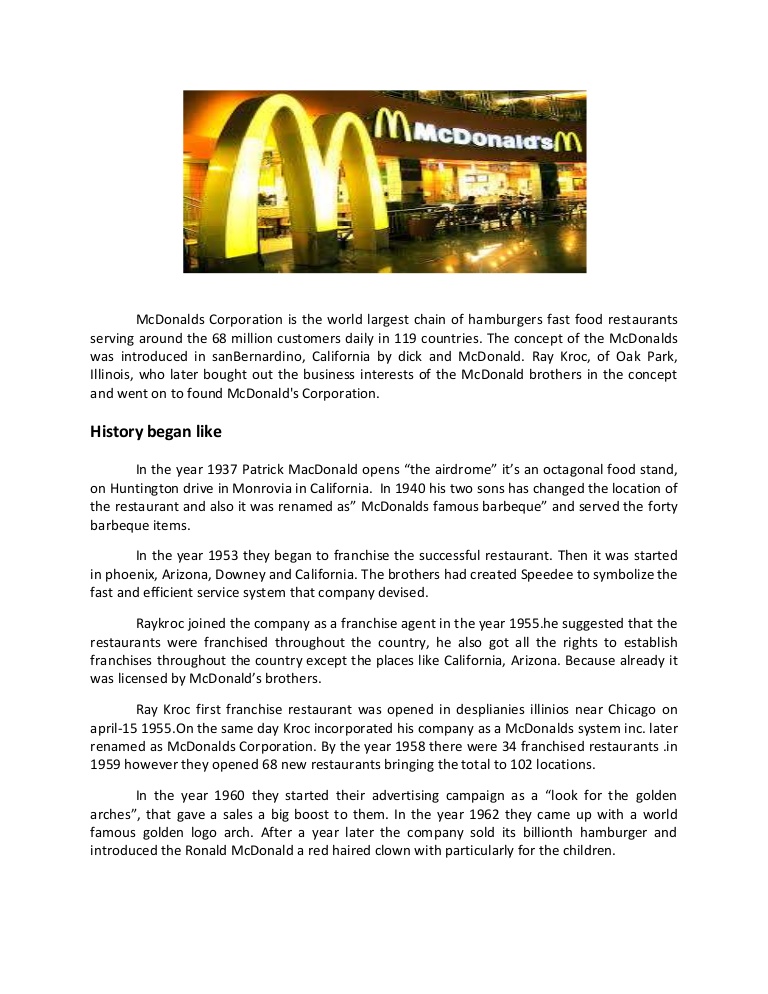 McDonald's
McDonalds Corporation is the world largest chain of hamburgers fast food restaurants
serving around the 68 million customers daily in 119 countries. The concept of the McDonalds
was introduced in sanBernardino, California by dick and McDonald. Ray Kroc, of Oak Park,
Illinois, who later bought out the business interests of the McDonald brothers in the concept
and went on to found McDonald's Corporation.
History began like
In the year 1937 Patrick MacDonald opens “the airdrome” it’s an octagonal food stand,
on Huntington drive in Monrovia in California. In 1940 his two sons has changed the location of
the restaurant and also it was renamed as” McDonalds famous barbeque” and served the forty
barbeque items.
In the year 1953 they began to franchise the successful restaurant. Then it was started
in phoenix, Arizona, Downey and California. The brothers had created Speedee to symbolize the
fast and efficient service system that company devised.
Raykroc joined the company as a franchise agent in the year 1955.he suggested that the
restaurants were franchised throughout the country, he also got all the rights to establish
franchises throughout the country except the places like California, Arizona. Because already it
was licensed by McDonald’s brothers.
Ray Kroc first franchise restaurant was opened in desplianies illinios near Chicago on
april-15 1955.On the same day Kroc incorporated his company as a McDonalds system inc. later
renamed as McDonalds Corporation. By the year 1958 there were 34 franchised restaurants .in
1959 however they opened 68 new restaurants bringing the total to 102 locations.
In the year 1960 they started their advertising campaign as a “look for the golden
arches”, that gave a sales a big boost to them. In the year 1962 they came up with a world
famous golden logo arch. After a year later the company sold its billionth hamburger and
introduced the Ronald McDonald a red haired clown with particularly for the children.